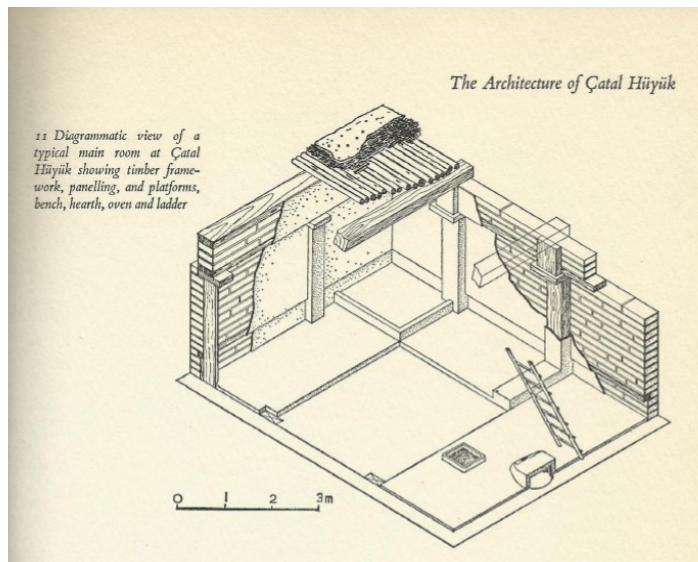 The Architecture of Çatal Hüyük
11 Diagrammatic view of a
typical main room at Çatal
Hüyük showing timber frame-
work, panelling, and platforms,
bench, hearth, oven and ladder
0 1 2 3m